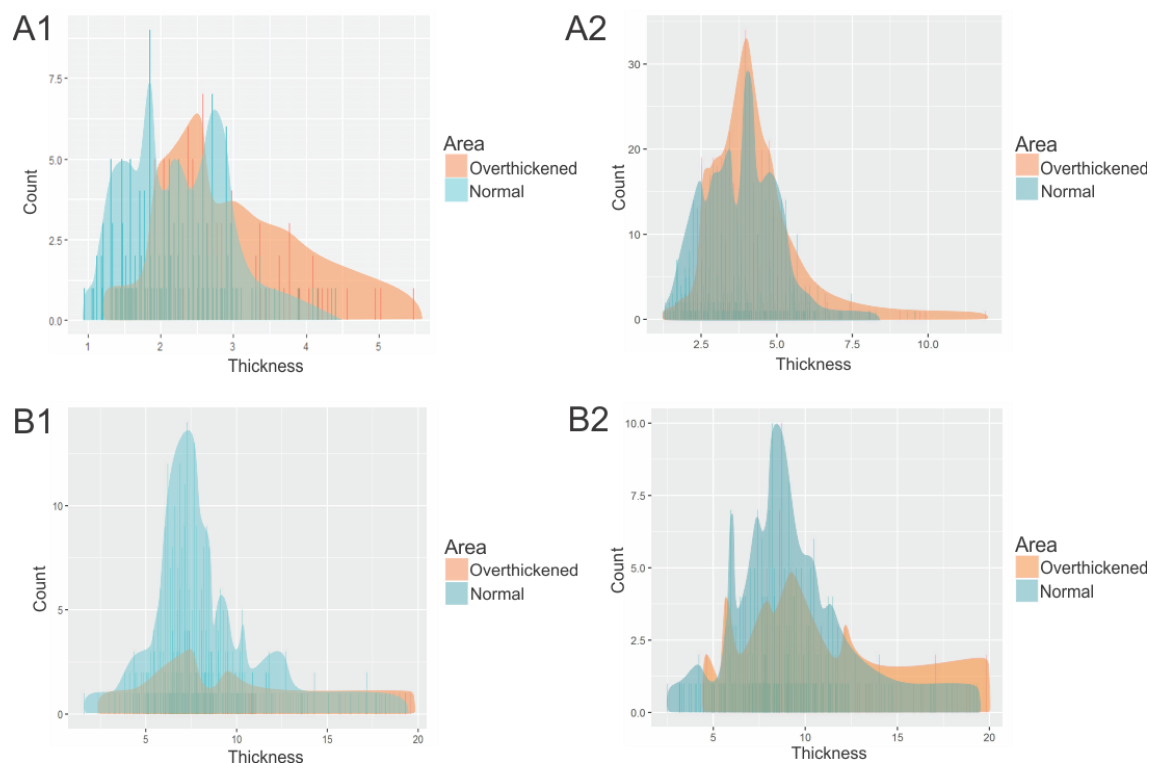 A1
7.5
5.0
2.5
0.0
Count
1
2
3
4
5
Thickness
Area
Overthickened
Normal
A2
30
20
10
0
Count
2.5
5.0
7.5
10.0
Thickness
Area
Overthickened
Normal
B1
10
5
0
Count
5
10
15
20
Thickness
Area
Overthickened
Normal
B2
10.0
7.5
5.0
2.5
0.0
Count
5
10
15
20
Thickness
Area
Overthickened
Normal